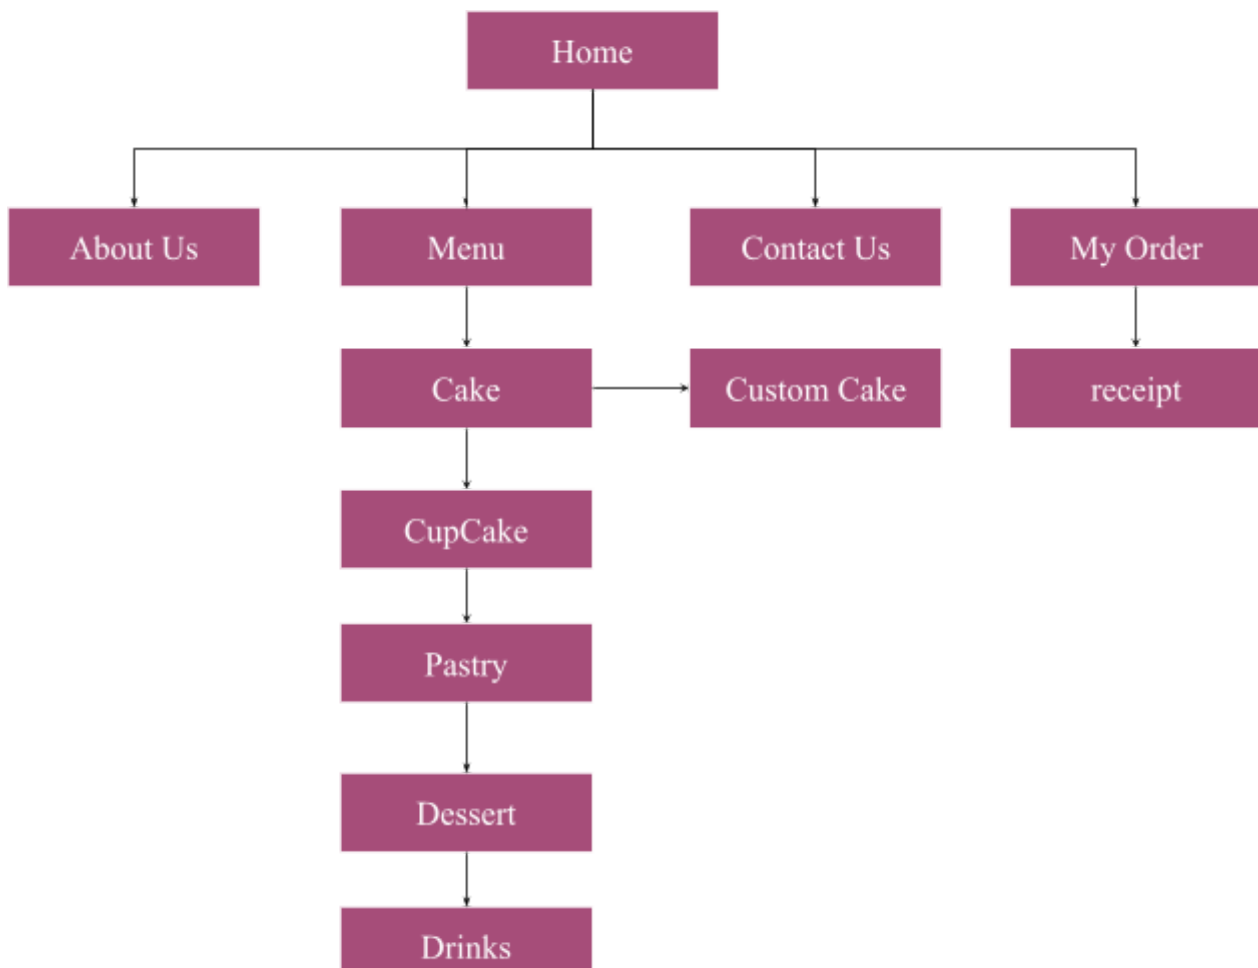 Home
About Us
Menu
Contact Us
My Order
Cake
Custom Cake
receipt
CupCake
Pastry
Dessert
Drinks